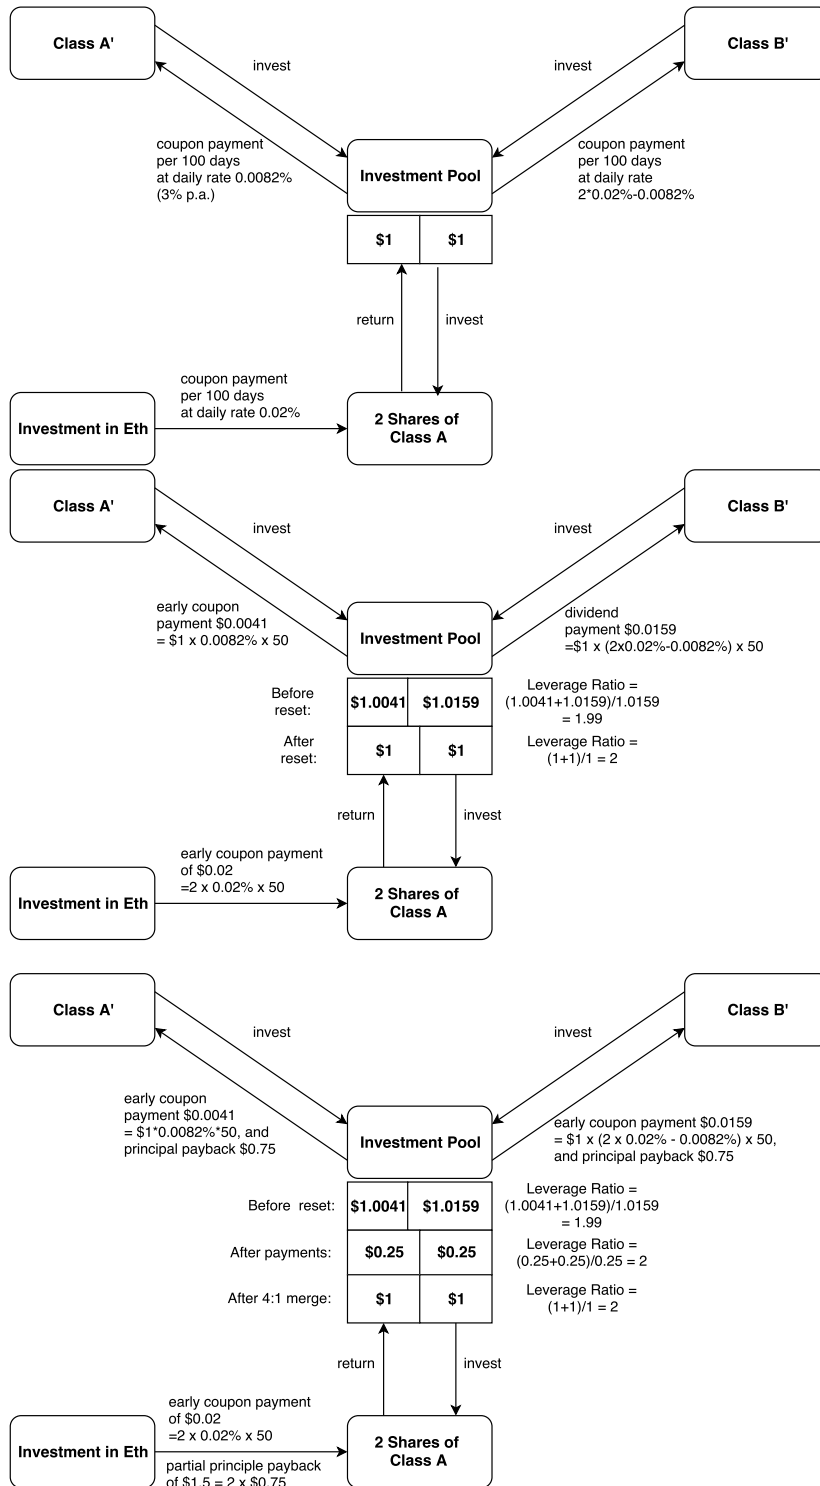 Class A'
Class B'
invest
invest
coupon payment
per 100 days
at daily rate 0.0082%
(3% p.a.)
Investment Pool
coupon payment
per 100 days
at daily rate
2*0.02%-0.0082%
$1
$1
return
invest
coupon payment
per 100 days
at daily rate 0.02%
Investment in Eth
2 Shares of
Class A
Class A'
Class B'
invest
invest
early coupon
payment $0.0041
= $1 x 0.0082% x 50
Investment Pool
dividend
payment $0.0159
=$1 x (2x0.02%-0.0082%) x 50
Before
reset:
$1.0041
$1.0159
Leverage Ratio =
(1.0041+1.0159)/1.0159
= 1.99
After
reset:
$1
$1
Leverage Ratio =
(1+1)/1 = 2
return
invest
early coupon payment
of $0.02
=2 x 0.02% x 50
Investment in Eth
2 Shares of
Class A
Class A'
Class B'
invest
invest
early coupon
payment $0.0041
= $1*0.0082%*50, and
principal payback $0.75
Investment Pool
early coupon payment $0.0159
= $1 x (2 x 0.02% - 0.0082%) x 50,
and principal payback $0.75
Before reset:
$1.0041
$1.0159
Leverage Ratio =
(1.0041+1.0159)/1.0159
= 1.99
After payments:
$0.25
$0.25
Leverage Ratio =
(0.25+0.25)/0.25 = 2
After 4:1 merge:
$1
$1
Leverage Ratio =
(1+1)/1 = 2
return
invest
early coupon payment
of $0.02
=2 x 0.02% x 50
Investment in Eth
2 Shares of
Class A
partial principle payback
of $1.5 = 2 x $0.75